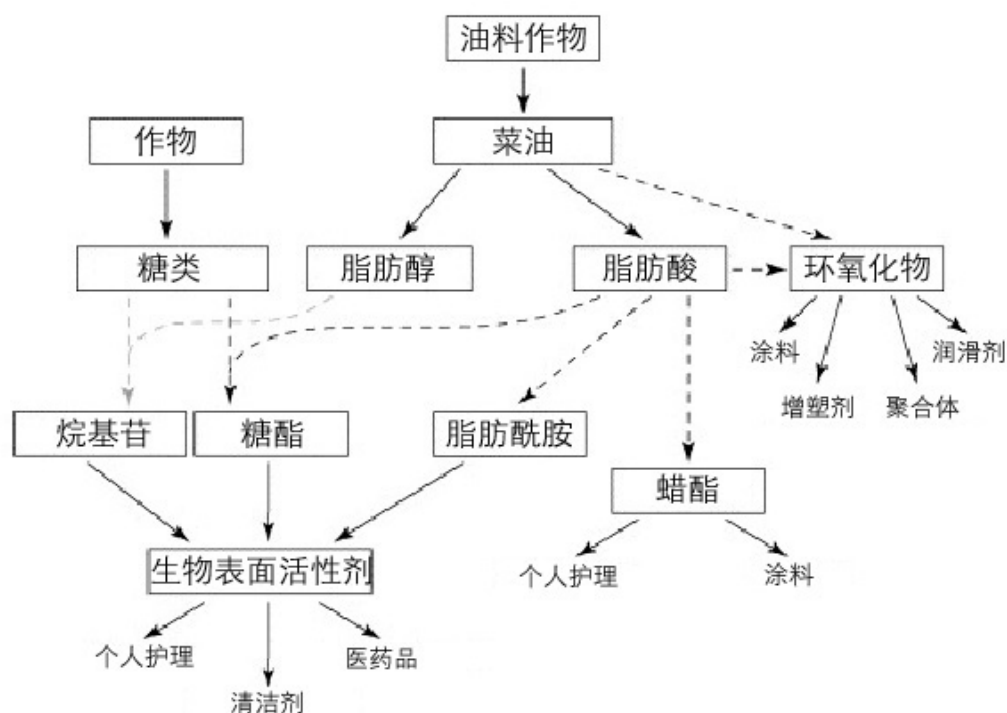 油料作物
作物
菜油
糖类
脂肪醇
脂肪酸
环氧化物
涂料
润滑剂
增塑剂
聚合体
烷基苷
糖酯
脂肪酰胺
蜡酯
生物表面活性剂
个人护理
涂料
个人护理
医药品
清洁剂